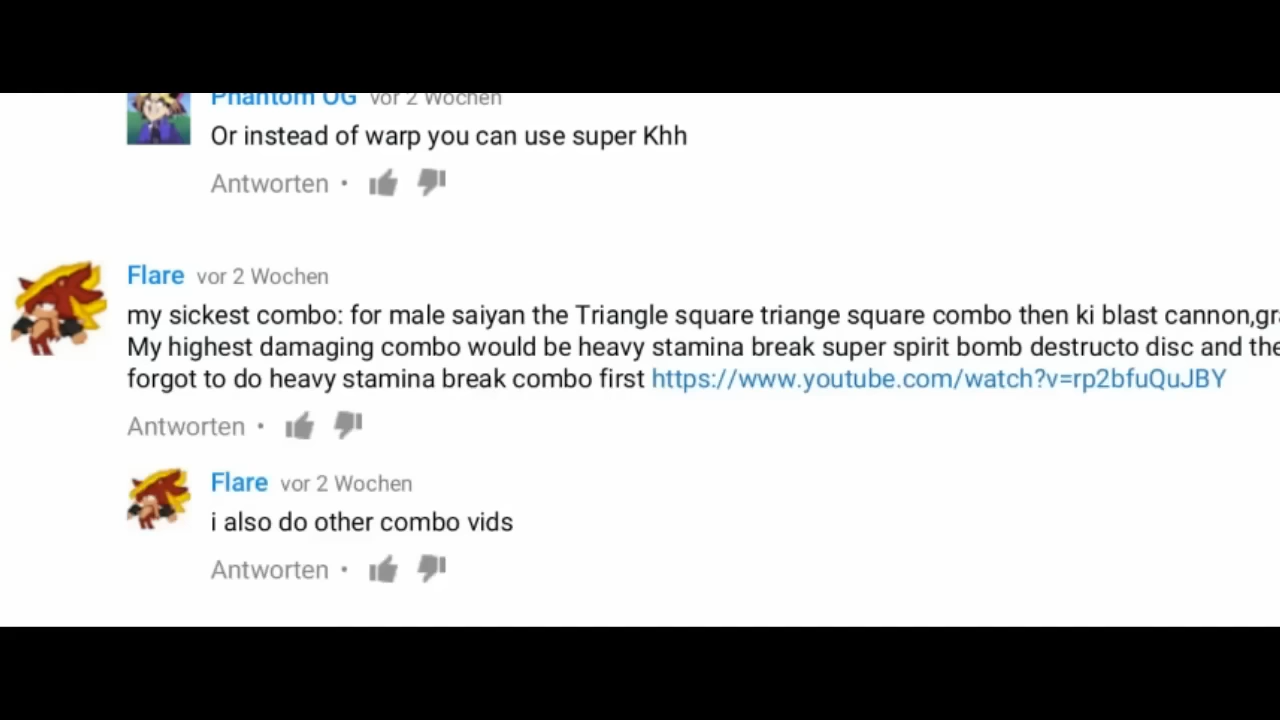 Phantom OG vor 2 Wochen
Or instead of warp you can use super Khh
Antworten •
Flare vor 2 Wochen
my sickest combo: for male saiyan the Triangle square triange square combo then ki blast cannon,gr
My highest damaging combo would be heavy stamina break super spirit bomb destructo disc and the
forgot to do heavy stamina break combo first https://www.youtube.com/watch?v=rp2bfuQuJBY
Antworten •
Flare vor 2 Wochen
i also do other combo vids
Antworten •